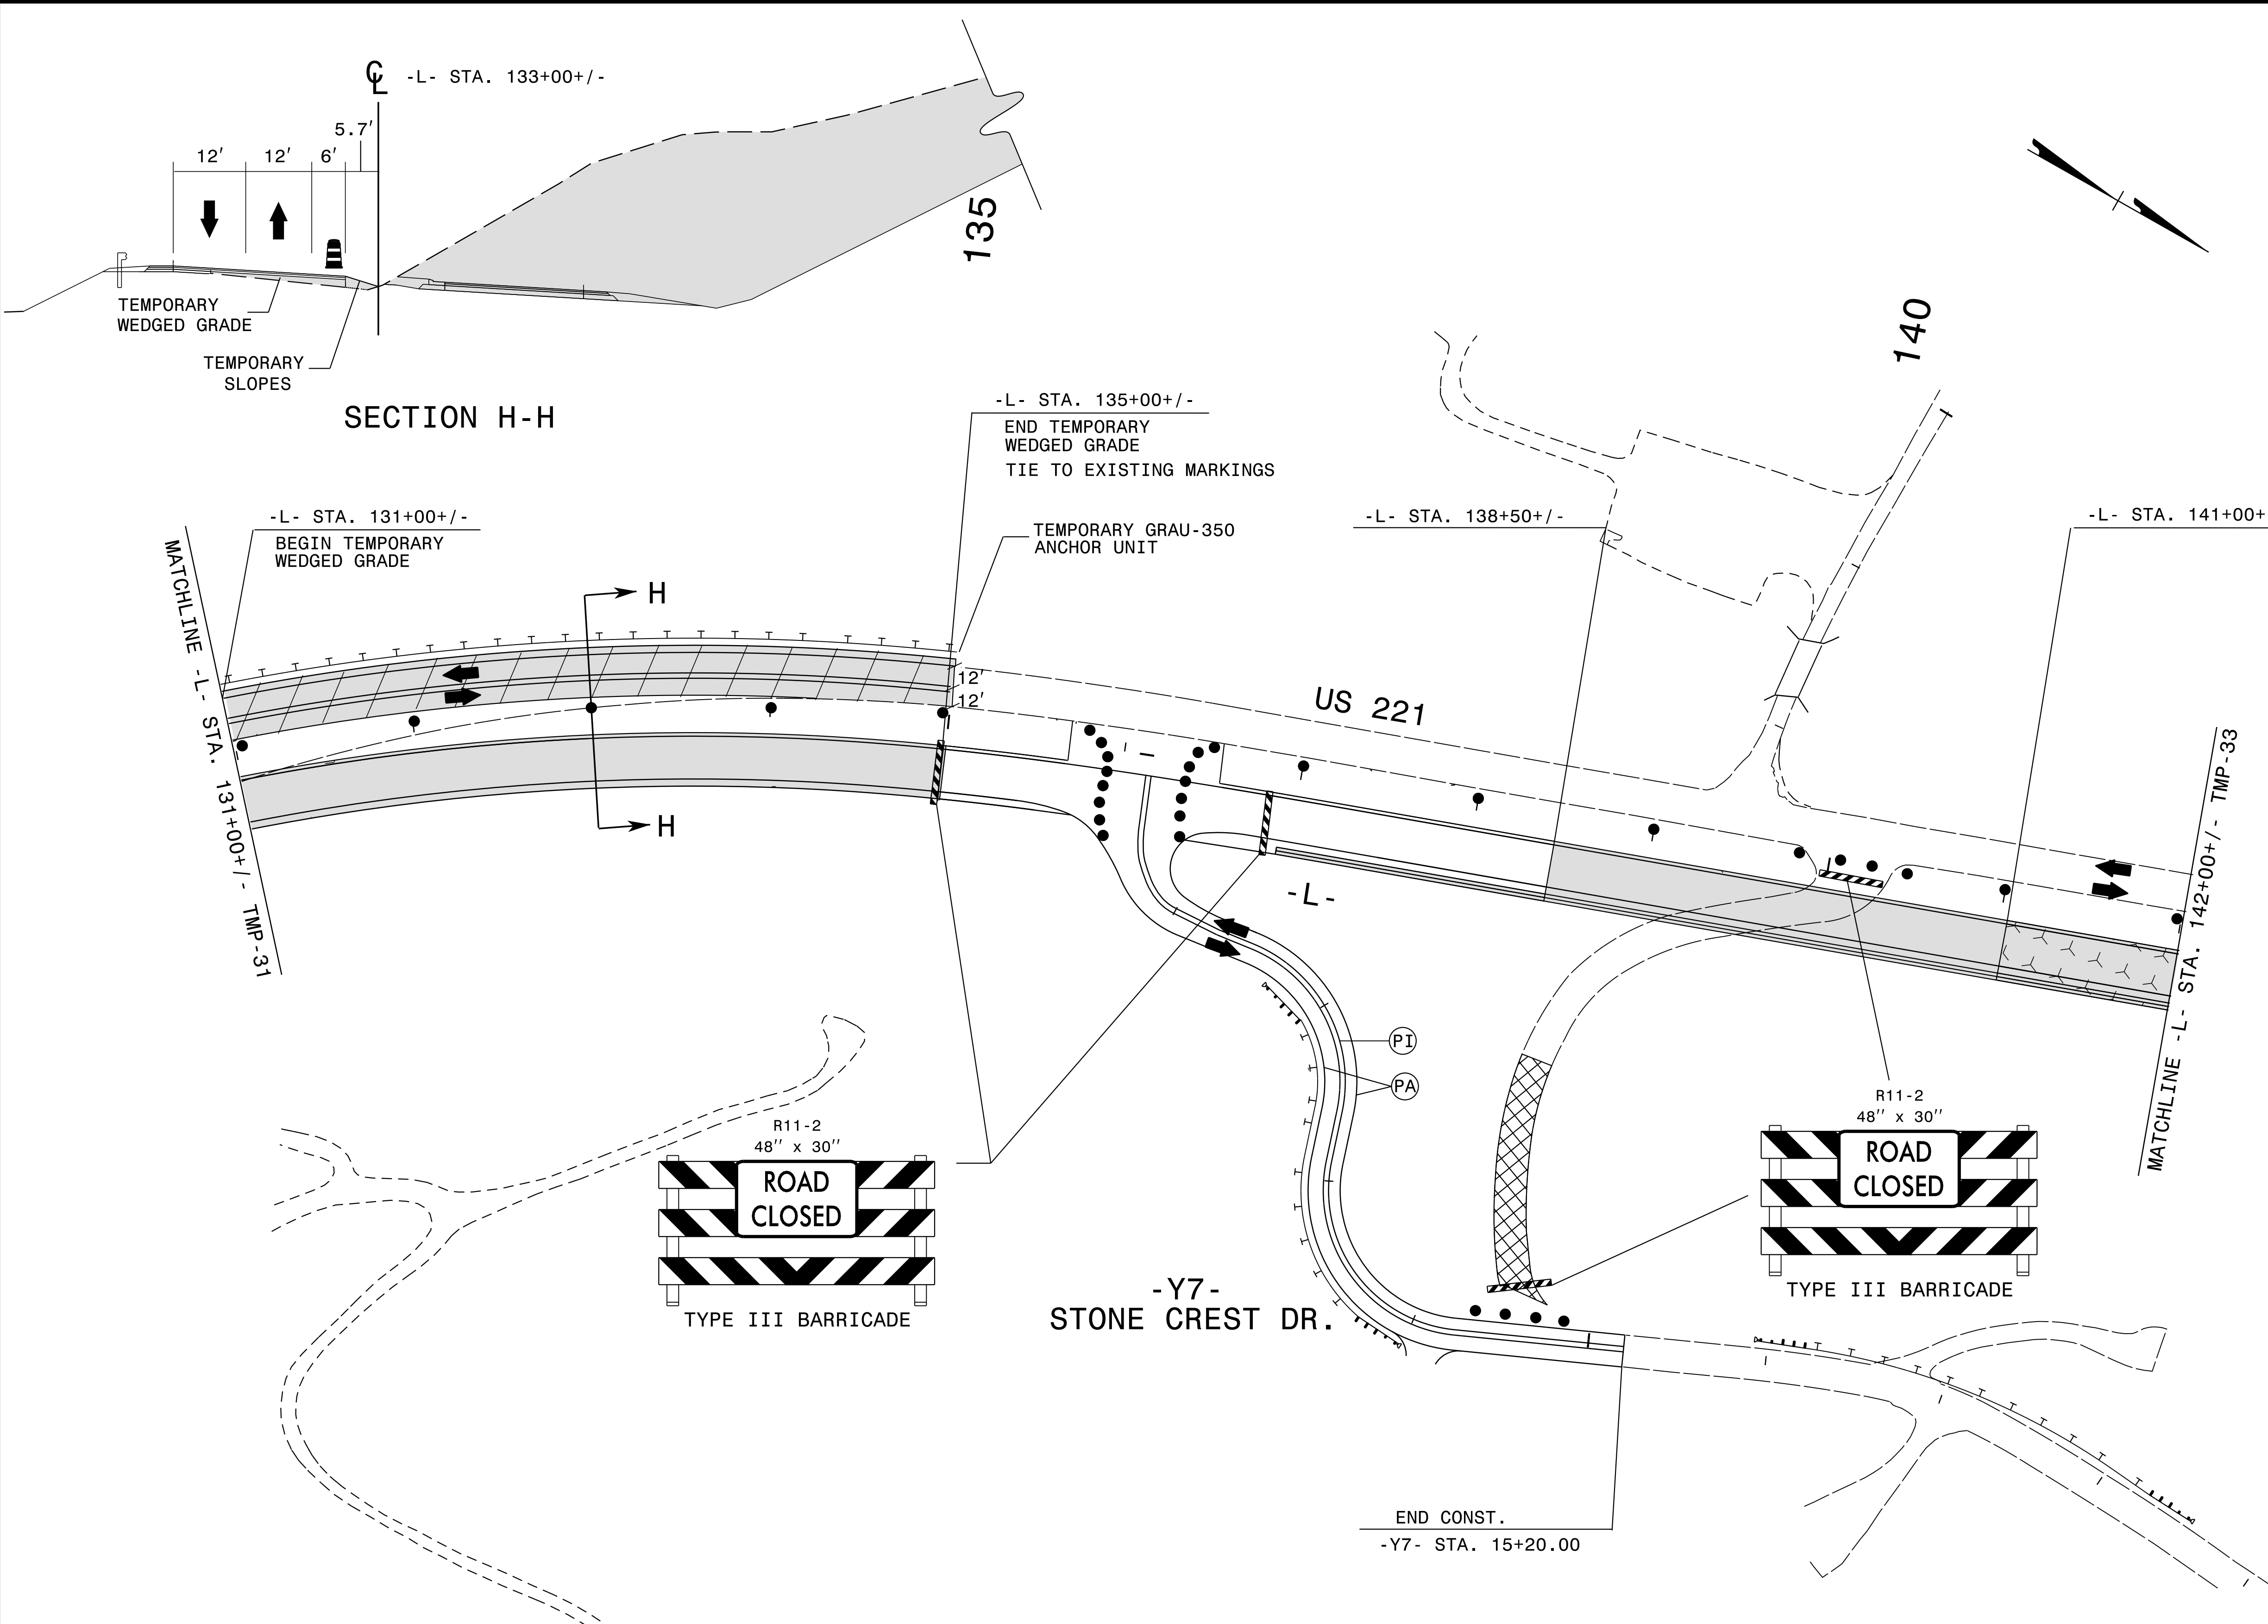 ℄ -L- STA. 133+00+/-
5.7'
12' 12' 6'
TEMPORARY
WEDGED GRADE
TEMPORARY
SLOPES
SECTION H-H
135
140
-L- STA. 135+00+/-
END TEMPORARY
WEDGED GRADE
TIE TO EXISTING MARKINGS
-L- STA. 131+00+/-
BEGIN TEMPORARY
WEDGED GRADE
TEMPORARY GRAU-350
ANCHOR UNIT
-L- STA. 138+50+/-
-L- STA. 141+00+
MATCHLINE -L- STA. 131+00+/- TMP-31
H
H
12'
12'
US 221
-L-
MATCHLINE -L- STA. 142+00+/- TMP-33
PI
PA
R11-2
48" x 30"
ROAD
CLOSED
TYPE III BARRICADE
R11-2
48" x 30"
ROAD
CLOSED
TYPE III BARRICADE
-Y7-
STONE CREST DR.
END CONST.
-Y7- STA. 15+20.00